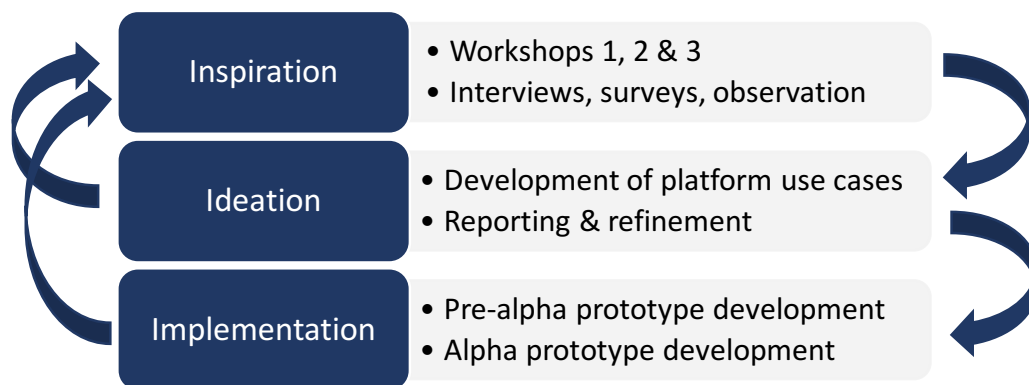 Inspiration
• Workshops 1, 2 & 3
• Interviews, surveys, observation
Ideation
• Development of platform use cases
• Reporting & refinement
Implementation
• Pre-alpha prototype development
• Alpha prototype development